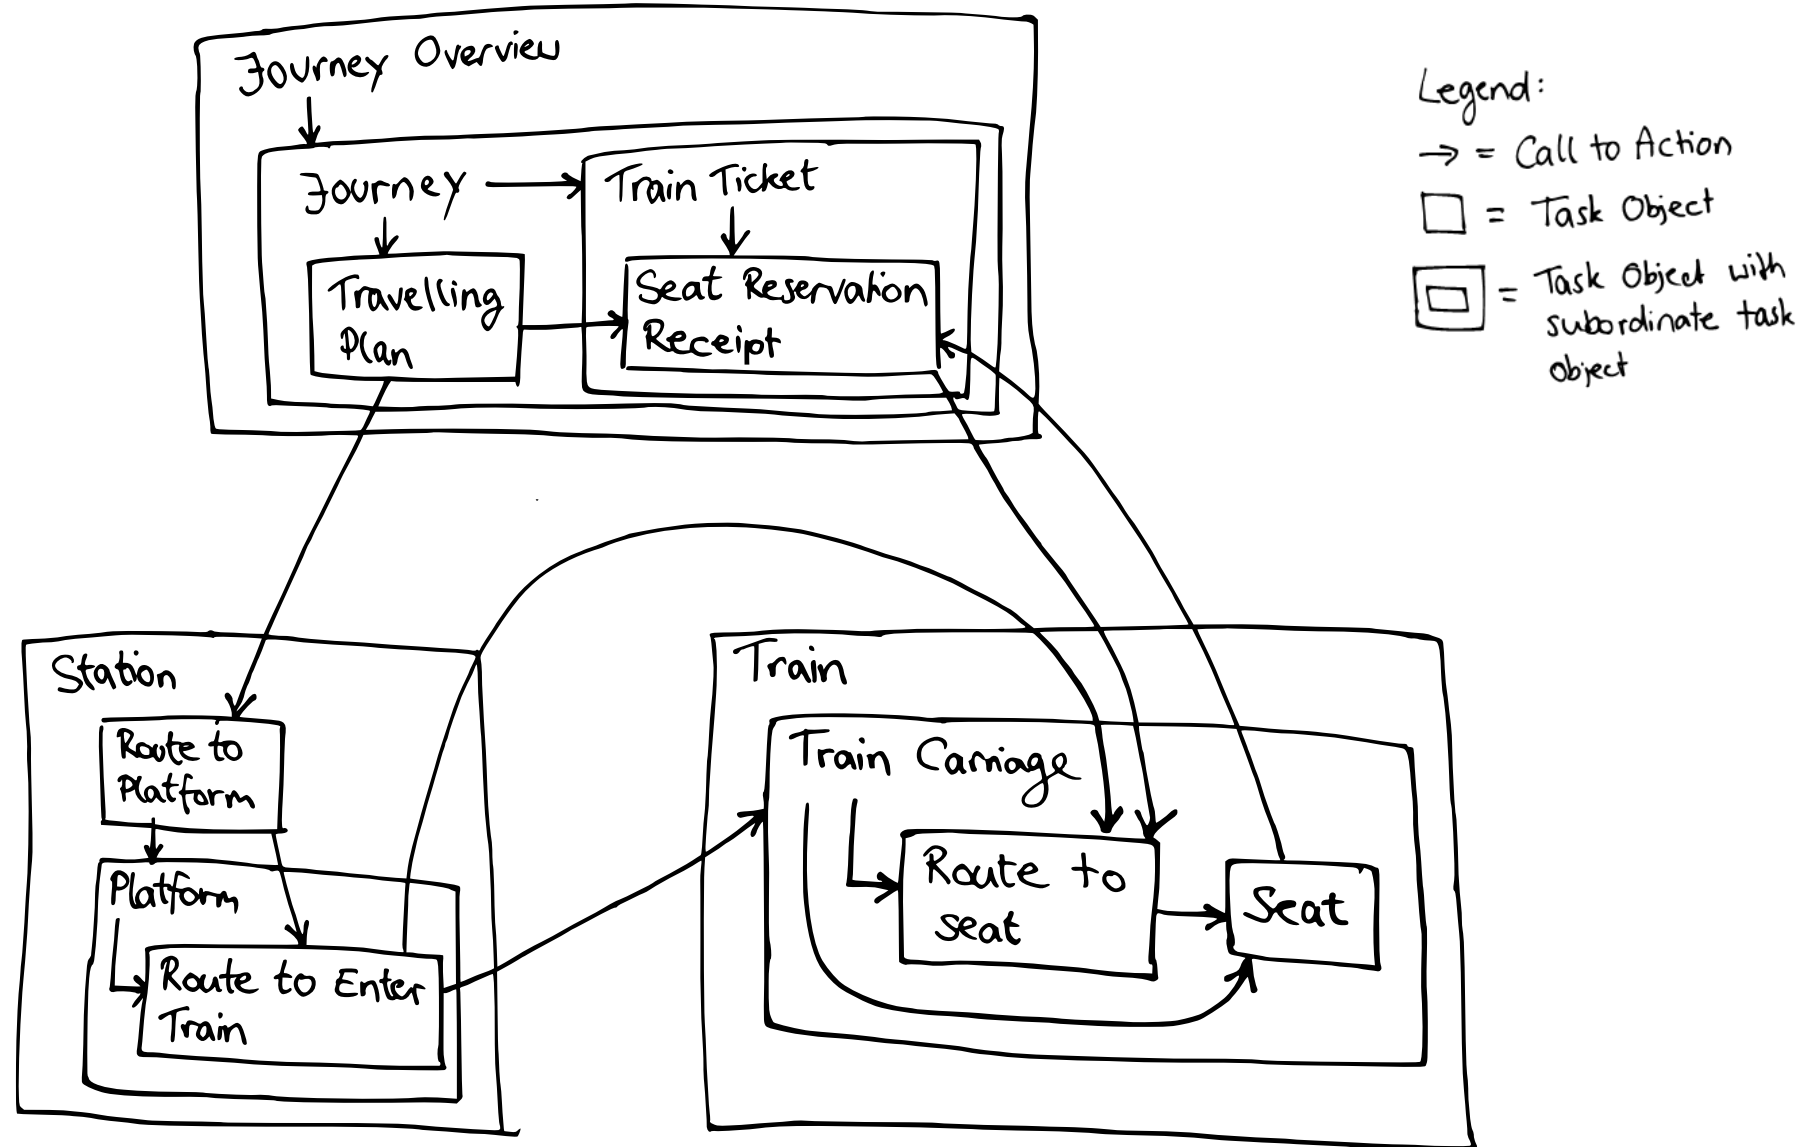 Journey Overview
Journey
Train Ticket
Travelling
Plan
Seat Reservation
Receipt
Legend:
→ = Call to Action
= Task Object
= Task Object with
subordinate task
object
Station
Route to
Platform
Platform
Route to Enter
Train
Train
Train Carriage
Route to
seat
Seat